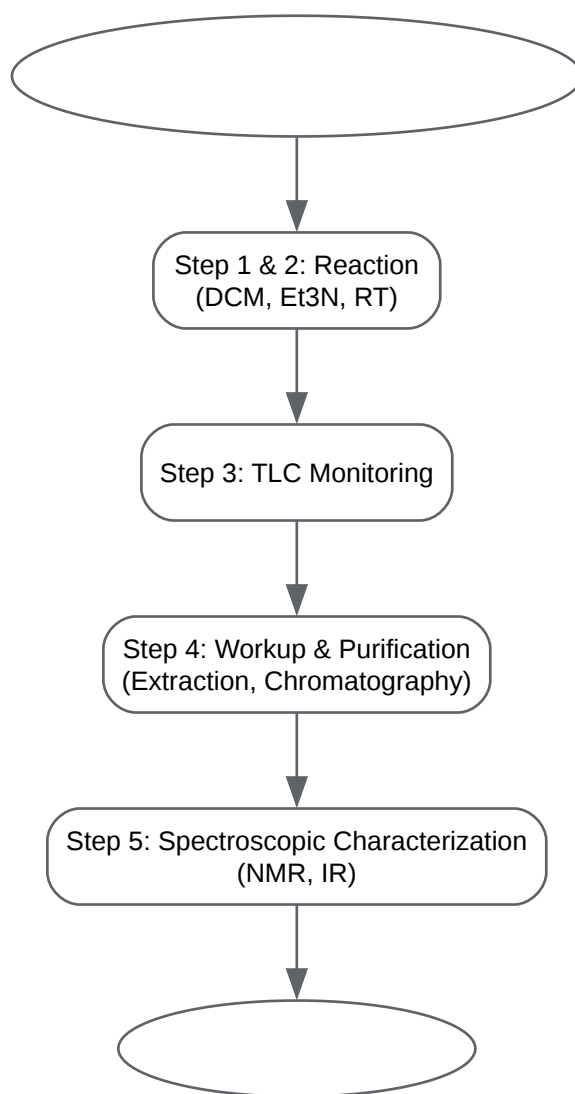 Step 1 & 2: Reaction
(DCM, Et3N, RT)
Step 3: TLC Monitoring
Step 4: Workup & Purification
(Extraction, Chromatography)
Step 5: Spectroscopic Characterization
(NMR, IR)